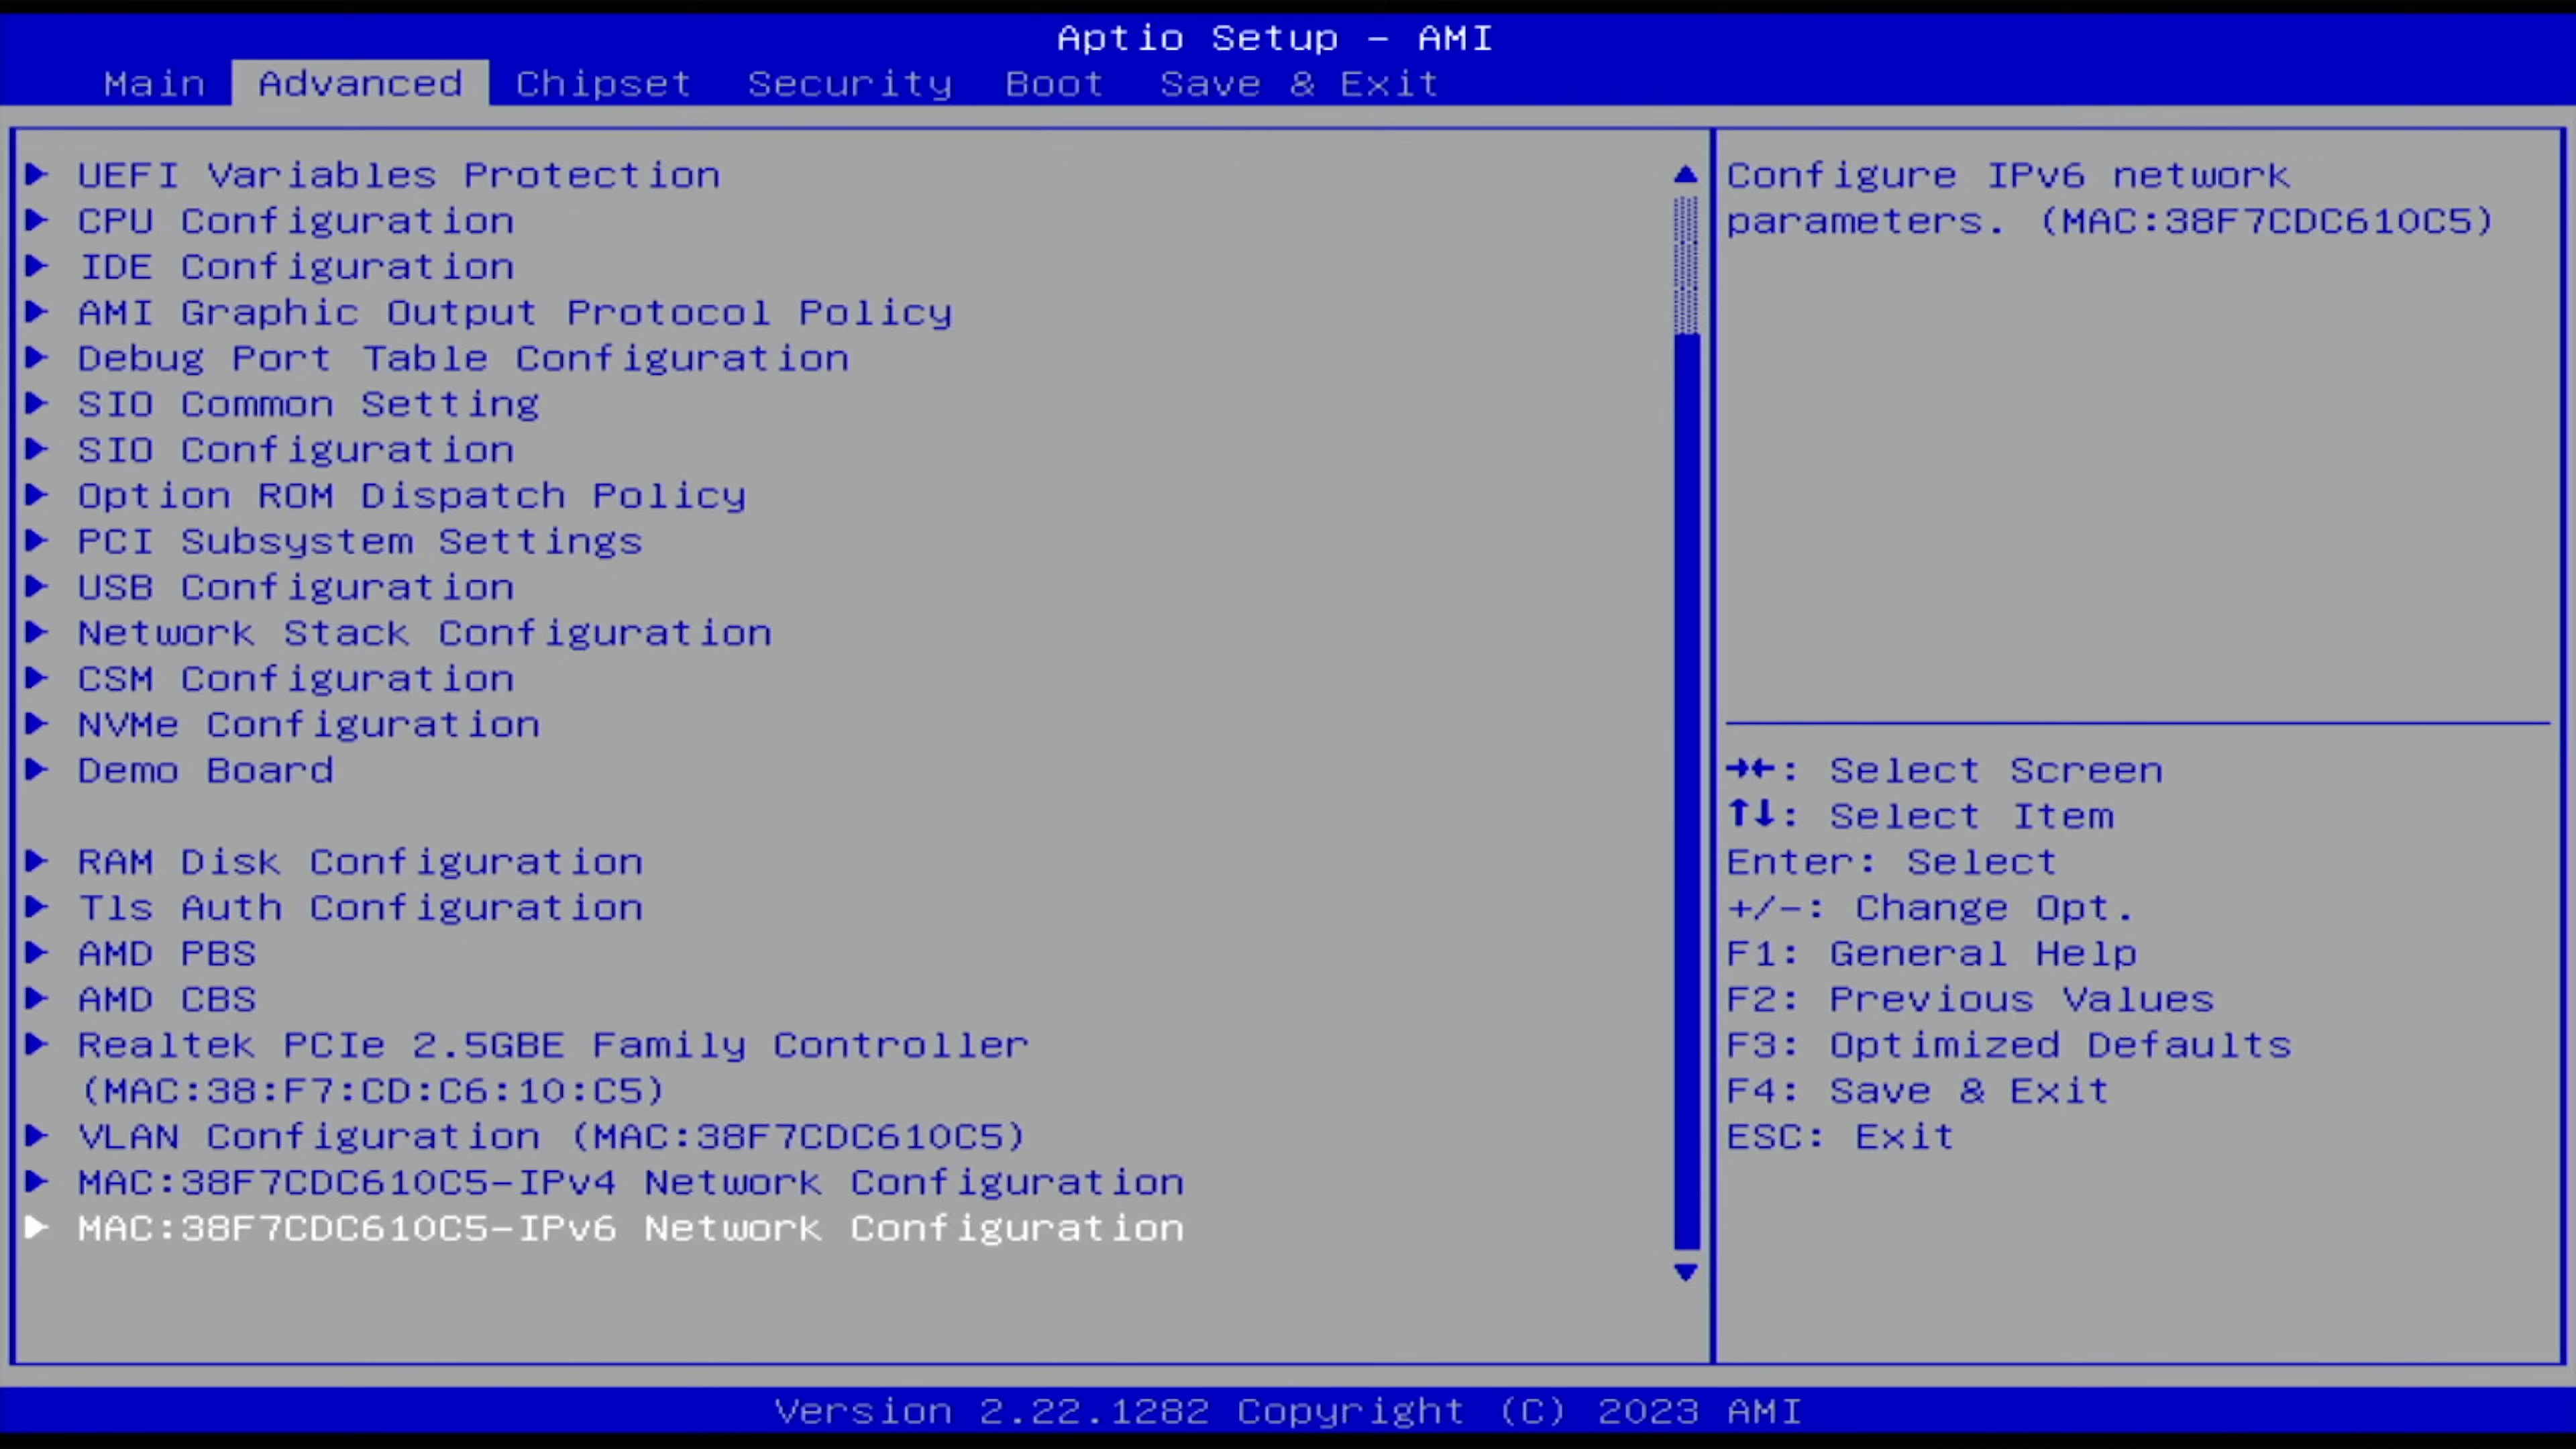 Aptio Setup - AMI
Main Advanced Chipset Security Boot Save & Exit
UEFI Variables Protection
CPU Configuration
IDE Configuration
AMI Graphic Output Protocol Policy
Debug Port Table Configuration
SIO Common Setting
SIO Configuration
Option ROM Dispatch Policy
PCI Subsystem Settings
USB Configuration
Network Stack Configuration
CSM Configuration
NVMe Configuration
Demo Board
RAM Disk Configuration
Tls Auth Configuration
AMD PBS
AMD CBS
Realtek PCIe 2.5GBE Family Controller
(MAC:38:F7:CD:C6:10:C5)
VLAN Configuration (MAC:38F7CDC610C5)
MAC:38F7CDC610C5-IPv4 Network Configuration
MAC:38F7CDC610C5-IPv6 Network Configuration
Configure IPv6 network
parameters. (MAC:38F7CDC610C5)
→←: Select Screen
↑↓: Select Item
Enter: Select
+/-: Change Opt.
F1: General Help
F2: Previous Values
F3: Optimized Defaults
F4: Save & Exit
ESC: Exit
Version 2.22.1282 Copyright (C) 2023 AMI